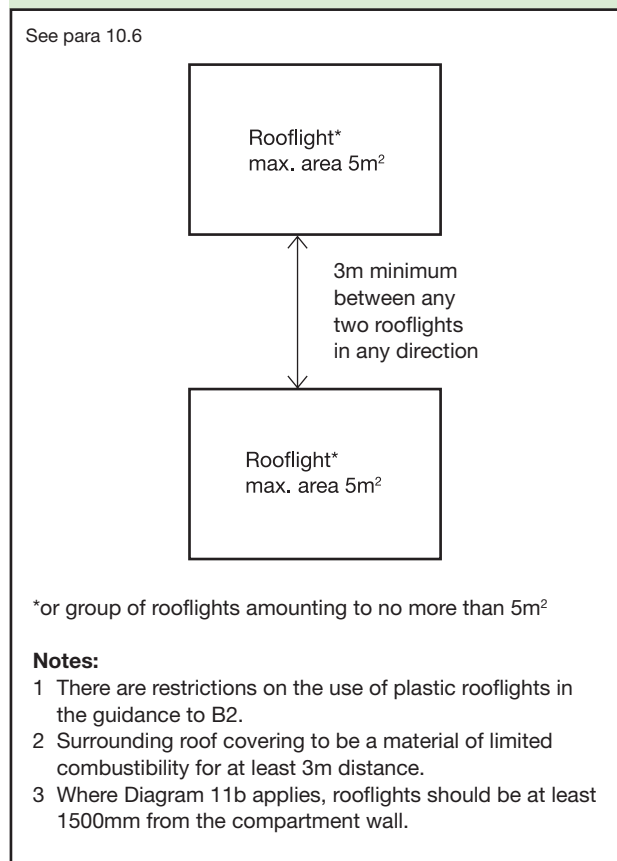 See para 10.6
Rooflight*
max. area 5m²
3m minimum
between any
two rooflights
in any direction
Rooflight*
max. area 5m²
*or group of rooflights amounting to no more than 5m²
Notes:
1 There are restrictions on the use of plastic rooflights in
the guidance to B2.
2 Surrounding roof covering to be a material of limited
combustibility for at least 3m distance.
3 Where Diagram 11b applies, rooflights should be at least
1500mm from the compartment wall.